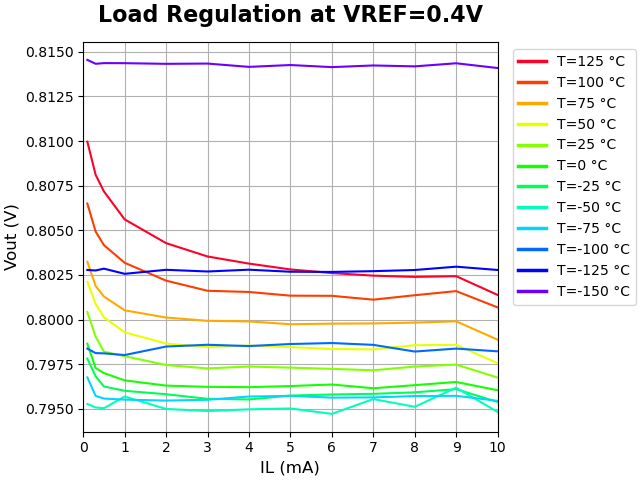 Load Regulation at VREF=0.4V
Vout (V)
0.8150
0.8125
0.8100
0.8075
0.8050
0.8025
0.8000
0.7975
0.7950
0 1 2 3 4 5 6 7 8 9 10
IL (mA)
T=125 °C
T=100 °C
T=75 °C
T=50 °C
T=25 °C
T=0 °C
T=-25 °C
T=-50 °C
T=-75 °C
T=-100 °C
T=-125 °C
T=-150 °C